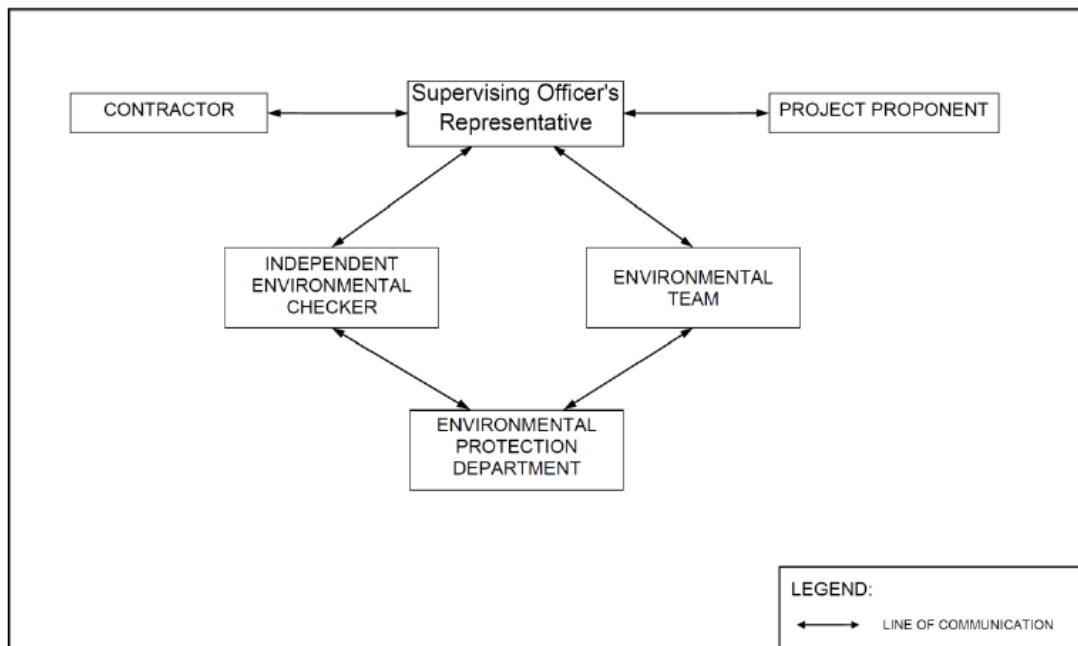 CONTRACTOR
Supervising Officer's
Representative
PROJECT PROPONENT
INDEPENDENT
ENVIRONMENTAL
CHECKER
ENVIRONMENTAL
TEAM
ENVIRONMENTAL
PROTECTION
DEPARTMENT
LEGEND:
LINE OF COMMUNICATION